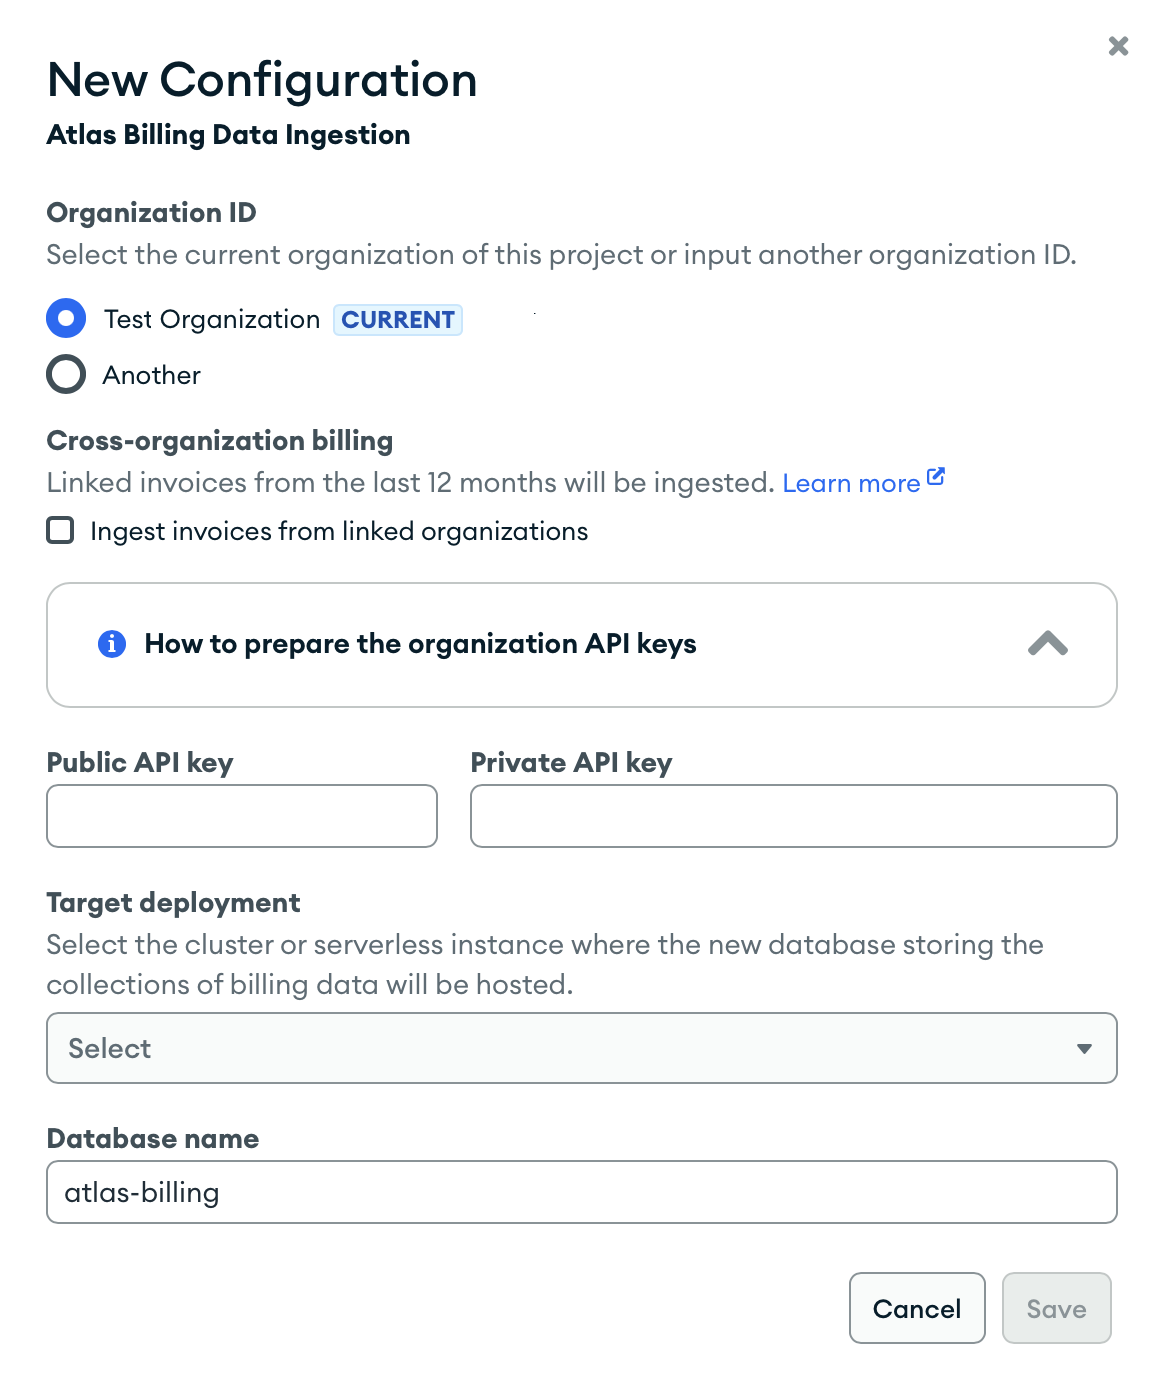 New Configuration
Atlas Billing Data Ingestion
Organization ID
Select the current organization of this project or input another organization ID.
Test Organization CURRENT
Another
Cross-organization billing
Linked invoices from the last 12 months will be ingested. Learn more
Ingest invoices from linked organizations
How to prepare the organization API keys
Public API key Private API key
Target deployment
Select the cluster or serverless instance where the new database storing the
collections of billing data will be hosted.
Select
Database name
atlas-billing
Cancel Save